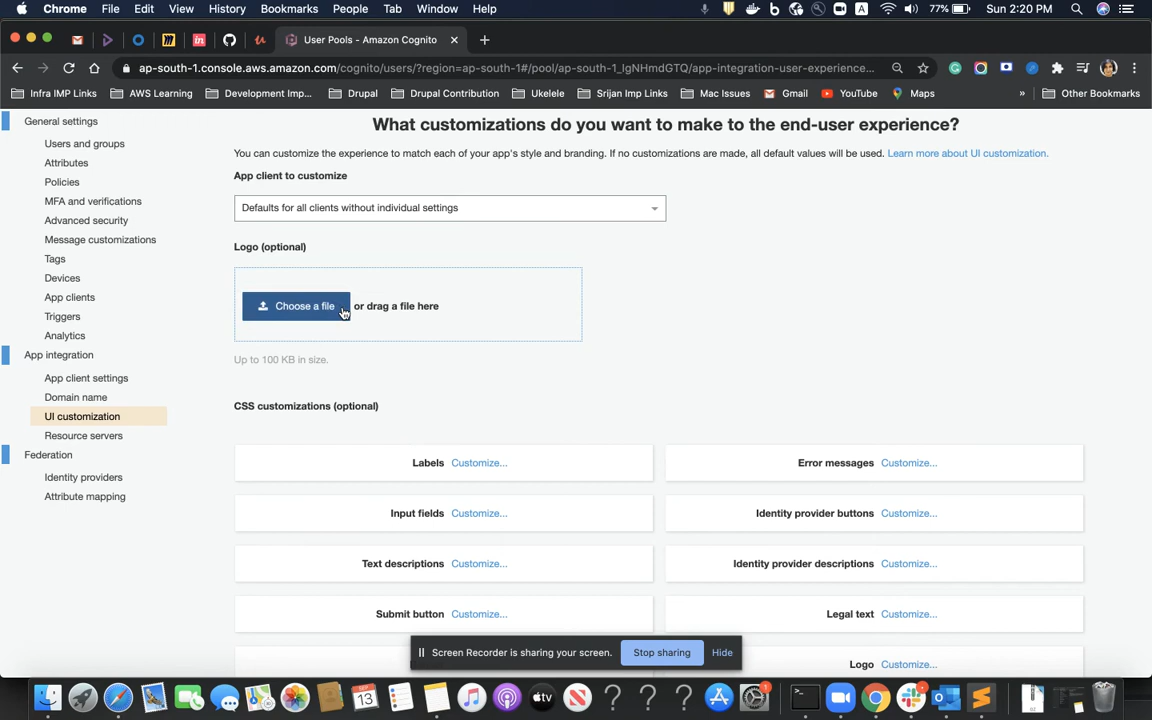 Chrome File Edit View History Bookmarks People Tab Window Help 77% Sun 2:20 PM
User Pools - Amazon Cognito
ap-south-1.console.aws.amazon.com/cognito/users/?region=ap-south-1#/pool/ap-south-1_lgNHmdGTQ/app-integration-user-experience...
Infra IMP Links AWS Learning Development Imp... Drupal Drupal Contribution Ukelele Srijan Imp Links Mac Issues Gmail YouTube Maps » Other Bookmarks
General settings
Users and groups
Attributes
Policies
MFA and verifications
Advanced security
Message customizations
Tags
Devices
App clients
Triggers
Analytics
App integration
App client settings
Domain name
UI customization
Resource servers
Federation
Identity providers
Attribute mapping
What customizations do you want to make to the end-user experience?
You can customize the experience to match each of your app's style and branding. If no customizations are made, all default values will be used. Learn more about UI customization.
App client to customize
Defaults for all clients without individual settings
Logo (optional)
Choose a file or drag a file here
Up to 100 KB in size.
CSS customizations (optional)
Labels Customize... Error messages Customize...
Input fields Customize... Identity provider buttons Customize...
Text descriptions Customize... Identity provider descriptions Customize...
Submit button Customize... Legal text Customize...
Logo Customize...
Screen Recorder is sharing your screen. Stop sharing Hide